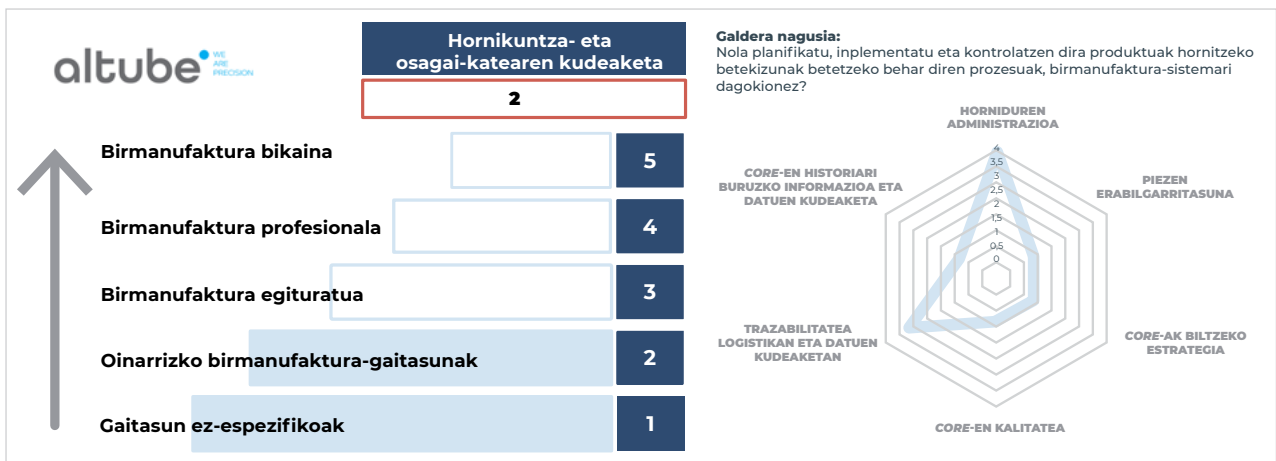 altube
WE
ARE
PRECISION
Hornikuntza- eta
osagai-katearen kudeaketa
2
Birmanufaktura bikaina
5
Birmanufaktura profesionala
4
Birmanufaktura egituratua
3
Oinarrizko birmanufaktura-gaitasunak
2
Gaitasun ez-espezifikoak
1
Galdera nagusia:
Nola planifikatu, inplementatu eta kontrolatzen dira produktuak hornitzeko
betekizunak betetzeko behar diren prozesuak, birmanufaktura-sistemari
dagokionez?
HORNIDUREN
ADMINISTRAZIOA
4
3,5
3
2,5
2
1,5
1
0,5
0
PIEZEN
ERABILGARRITASUNA
CORE-AK BILTZEKO
ESTRATEGIA
CORE-EN KALITATEA
TRAZABILITATEA
LOGISTIKAN ETA DATUEN
KUDEAKETAN
CORE-EN HISTORIARI
BURUZKO INFORMAZIOA ETA
DATUEN KUDEAKETA